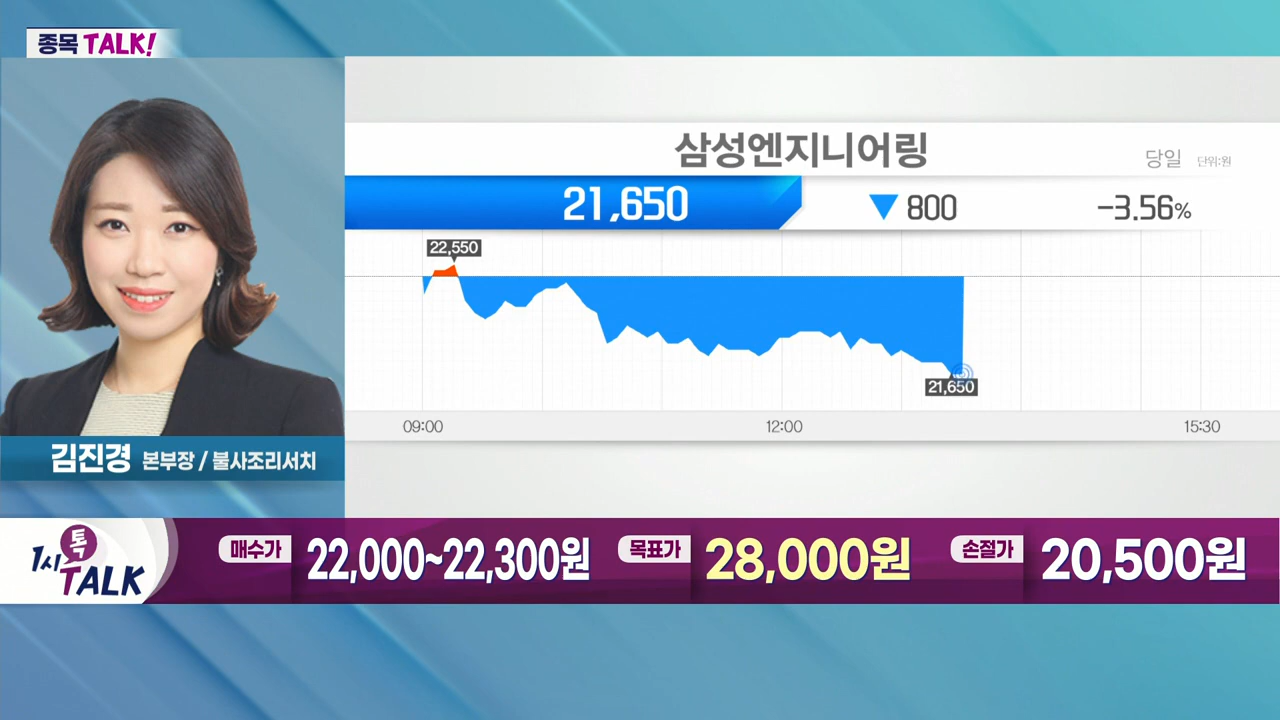 종목 TALK!
삼성엔지니어링
당일 단위:원
21,650 ▼800 -3.56%
22,550
21,650
09:00 12:00 15:30
김진경 본부장 / 불사조리서치
1시 톡 TALK
매수가 22,000~22,300원 목표가 28,000원 손절가 20,500원